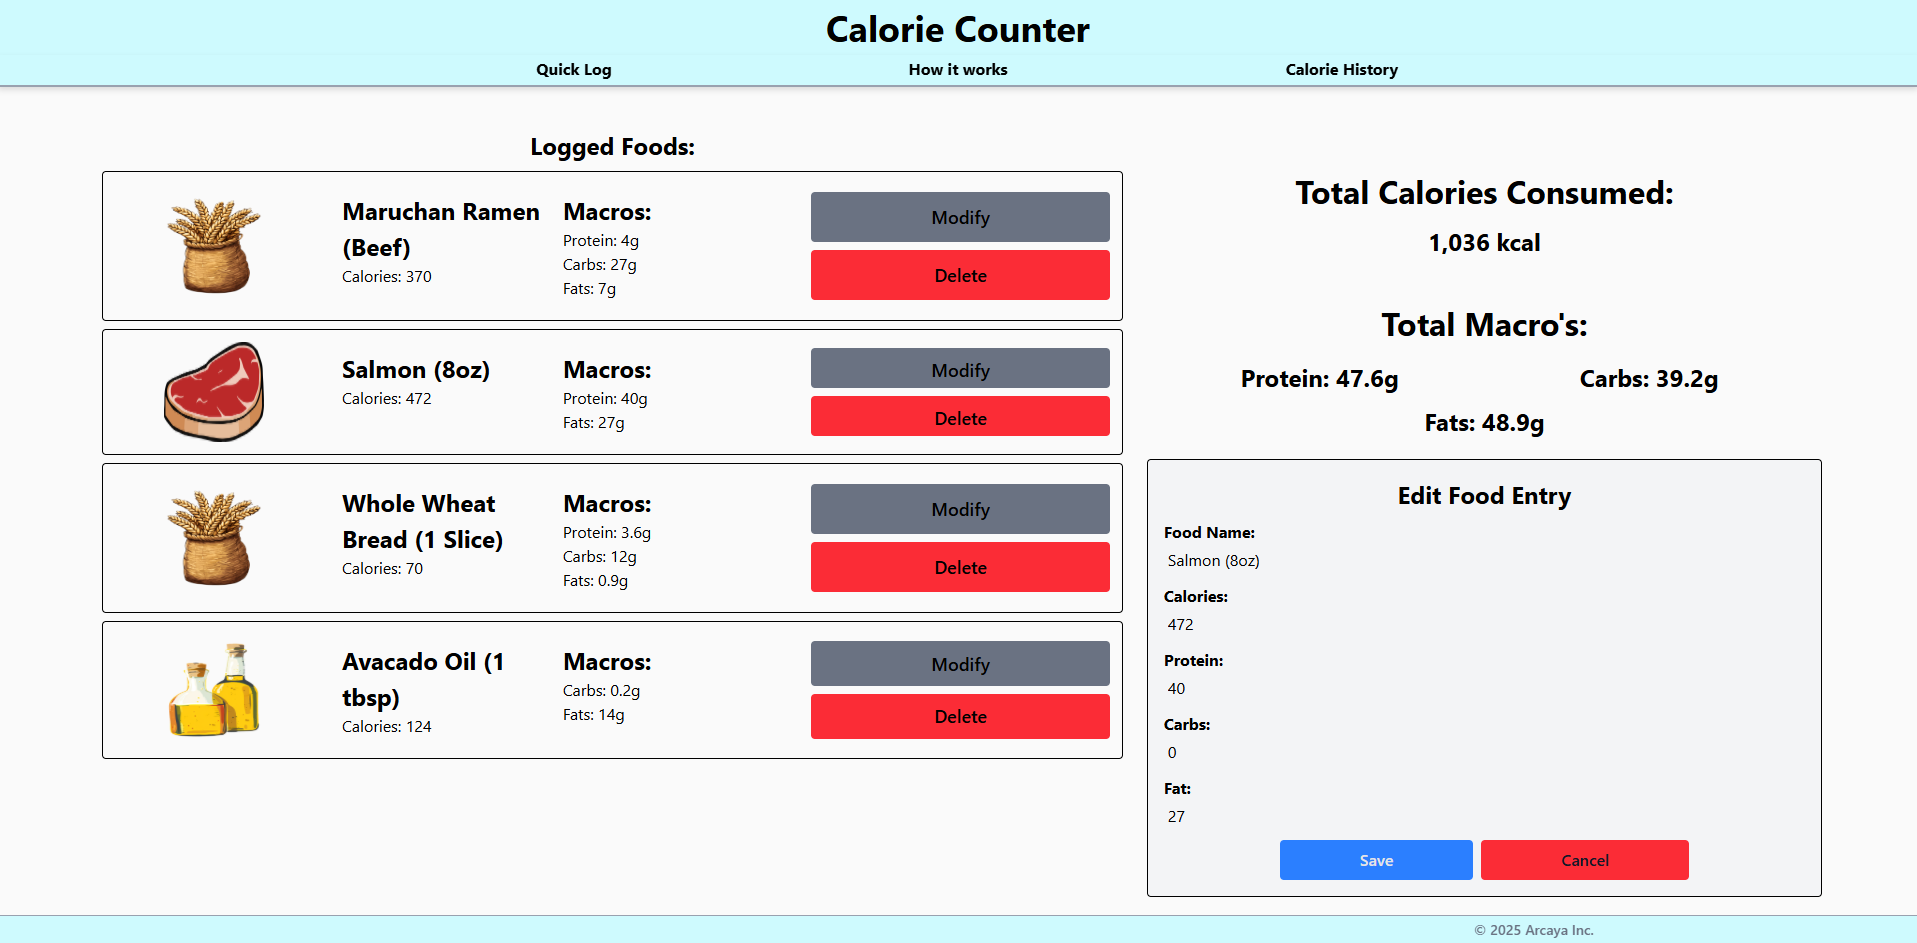 Calorie Counter
Quick Log
How it works
Calorie History
Logged Foods:
Maruchan Ramen
(Beef)
Calories: 370
Macros:
Protein: 4g
Carbs: 27g
Fats: 7g
Modify
Delete
Salmon (8oz)
Calories: 472
Macros:
Protein: 40g
Fats: 27g
Modify
Delete
Whole Wheat
Bread (1 Slice)
Calories: 70
Macros:
Protein: 3.6g
Carbs: 12g
Fats: 0.9g
Modify
Delete
Avacado Oil (1
tbsp)
Calories: 124
Macros:
Carbs: 0.2g
Fats: 14g
Modify
Delete
Total Calories Consumed:
1,036 kcal
Total Macro's:
Protein: 47.6g
Carbs: 39.2g
Fats: 48.9g
Edit Food Entry
Food Name:
Salmon (8oz)
Calories:
472
Protein:
40
Carbs:
0
Fat:
27
Save
Cancel
© 2025 Arcaya Inc.